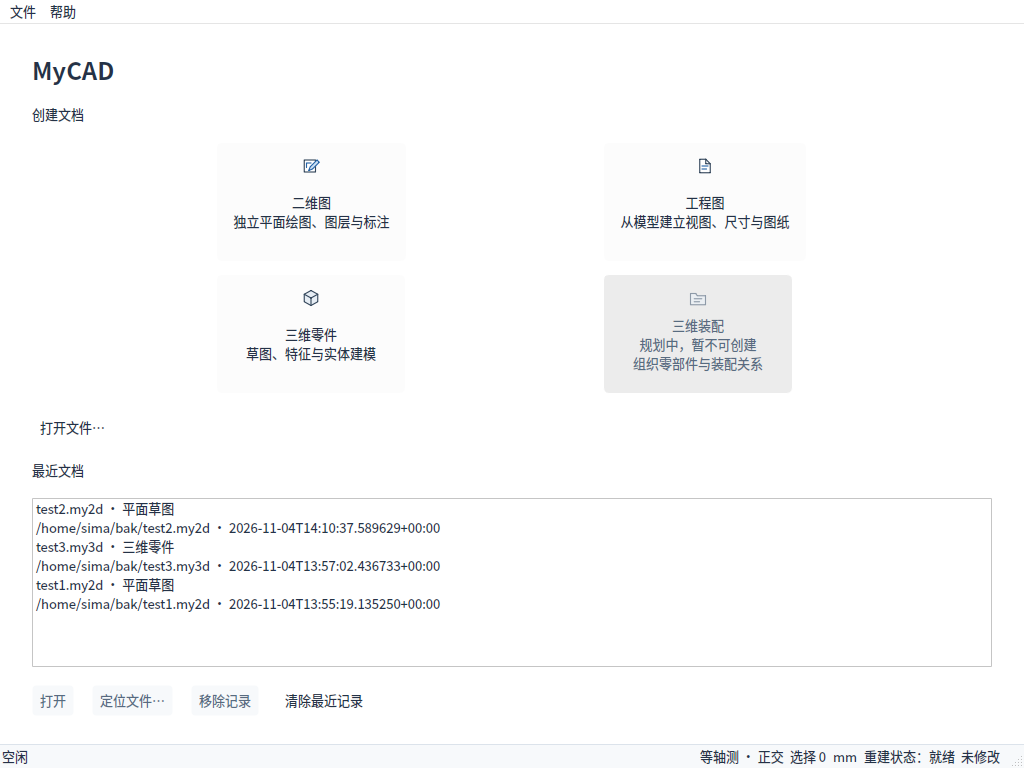 文件 帮助
MyCAD
创建文档
二维图
独立平面绘图、图层与标注
工程图
从模型建立视图、尺寸与图纸
三维零件
草图、特征与实体建模
三维装配
规划中，暂不可创建
组织零部件与装配关系
打开文件…
最近文档
test2.my2d · 平面草图
/home/sima/bak/test2.my2d · 2026-11-04T14:10:37.589629+00:00
test3.my3d · 三维零件
/home/sima/bak/test3.my3d · 2026-11-04T13:57:02.436733+00:00
test1.my2d · 平面草图
/home/sima/bak/test1.my2d · 2026-11-04T13:55:19.135250+00:00
打开 定位文件… 移除记录 清除最近记录
空闲 等轴测 · 正交 选择 0 mm 重建状态：就绪 未修改